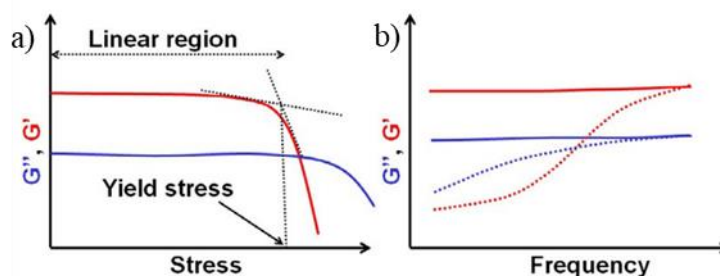 a)
Linear region
G'', G'
Yield stress
Stress
b)
G'', G'
Frequency